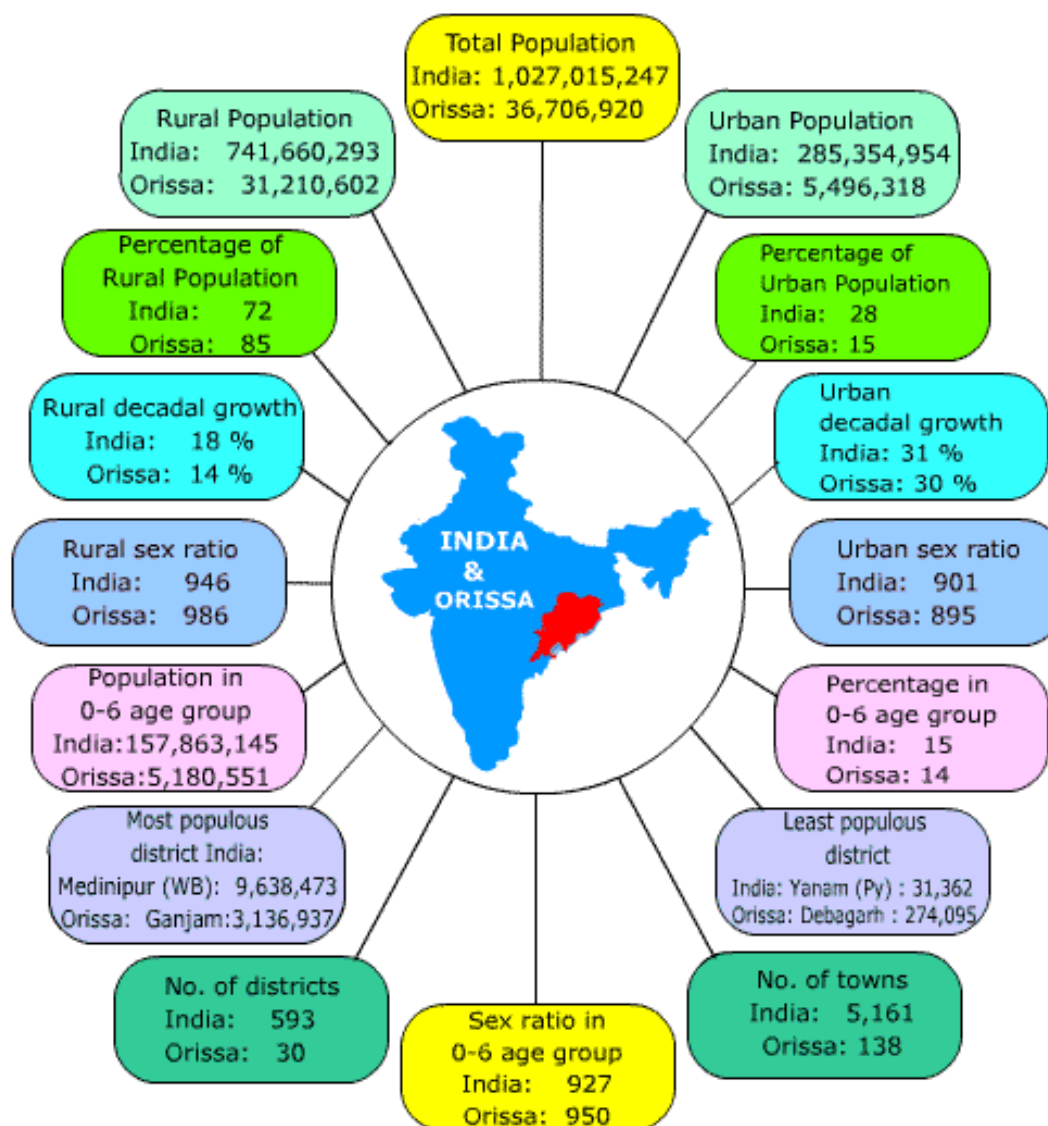 Total Population
India: 1,027,015,247
Orissa: 36,706,920
Rural Population
India: 741,660,293
Orissa: 31,210,602
Urban Population
India: 285,354,954
Orissa: 5,496,318
Percentage of
Rural Population
India: 72
Orissa: 85
Percentage of
Urban Population
India: 28
Orissa: 15
Rural decadal growth
India: 18 %
Orissa: 14 %
Urban
decadal growth
India: 31 %
Orissa: 30 %
INDIA
&
ORISSA
Rural sex ratio
India: 946
Orissa: 986
Urban sex ratio
India: 901
Orissa: 895
Population in
0-6 age group
India:157,863,145
Orissa:5,180,551
Percentage in
0-6 age group
India: 15
Orissa: 14
Most populous
district India:
Medinipur (WB): 9,638,473
Orissa: Ganjam:3,136,937
Least populous
district
India: Yanam (Py) : 31,362
Orissa: Debagarh : 274,095
No. of districts
India: 593
Orissa: 30
Sex ratio in
0-6 age group
India: 927
Orissa: 950
No. of towns
India: 5,161
Orissa: 138